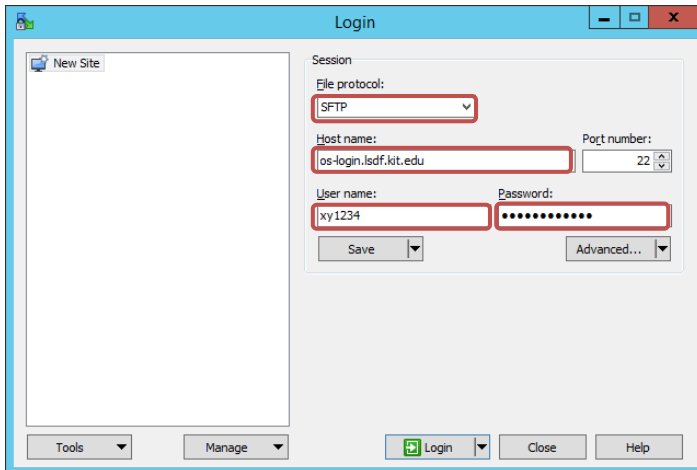 Login
New Site
Session
File protocol:
SFTP
Host name: Port number:
os-login.lsdf.kit.edu 22
User name: Password:
xy1234 ••••••••••••
Save Advanced...
Tools Manage Login Close Help